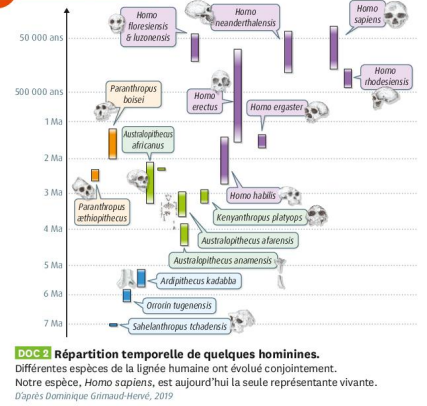 Homo
floresiensis
& luzonensis
Homo
neanderthalensis
Homo
sapiens
50 000 ans
Homo
rhodesiensis
Paranthropus
boisei
500 000 ans
Homo
erectus
Homo ergaster
1 Ma
Australopithecus
africanus
2 Ma
Homo habilis
3 Ma
Paranthropus
æthiopithecus
Kenyanthropus platyops
4 Ma
Australopithecus afarensis
Australopithecus anamensis
5 Ma
Ardipithecus kadabba
6 Ma
Orrorin tugenensis
7 Ma
Sahelanthropus tchadensis
DOC 2 Répartition temporelle de quelques hominines.
Différentes espèces de la lignée humaine ont évolué conjointement.
Notre espèce, Homo sapiens, est aujourd'hui la seule représentante vivante.
D'après Dominique Grimaud-Hervé, 2019